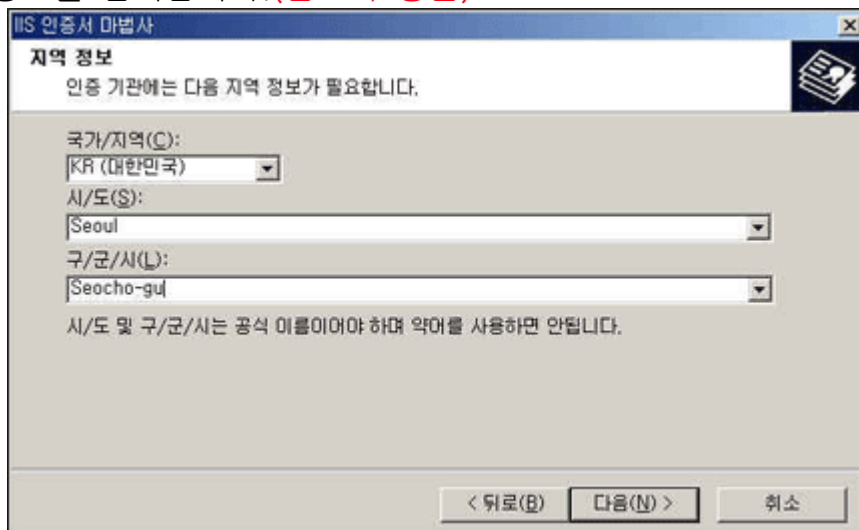 IIS 인증서 마법사
지역 정보
인증 기관에는 다음 지역 정보가 필요합니다.
국가/지역(C):
KR (대한민국)
시/도(S):
Seoul
구/군/시(L):
Seocho-gu
시/도 및 구/군/시는 공식 이름이어야 하며 약어를 사용하면 안됩니다.
< 뒤로(B) 다음(N) > 취소